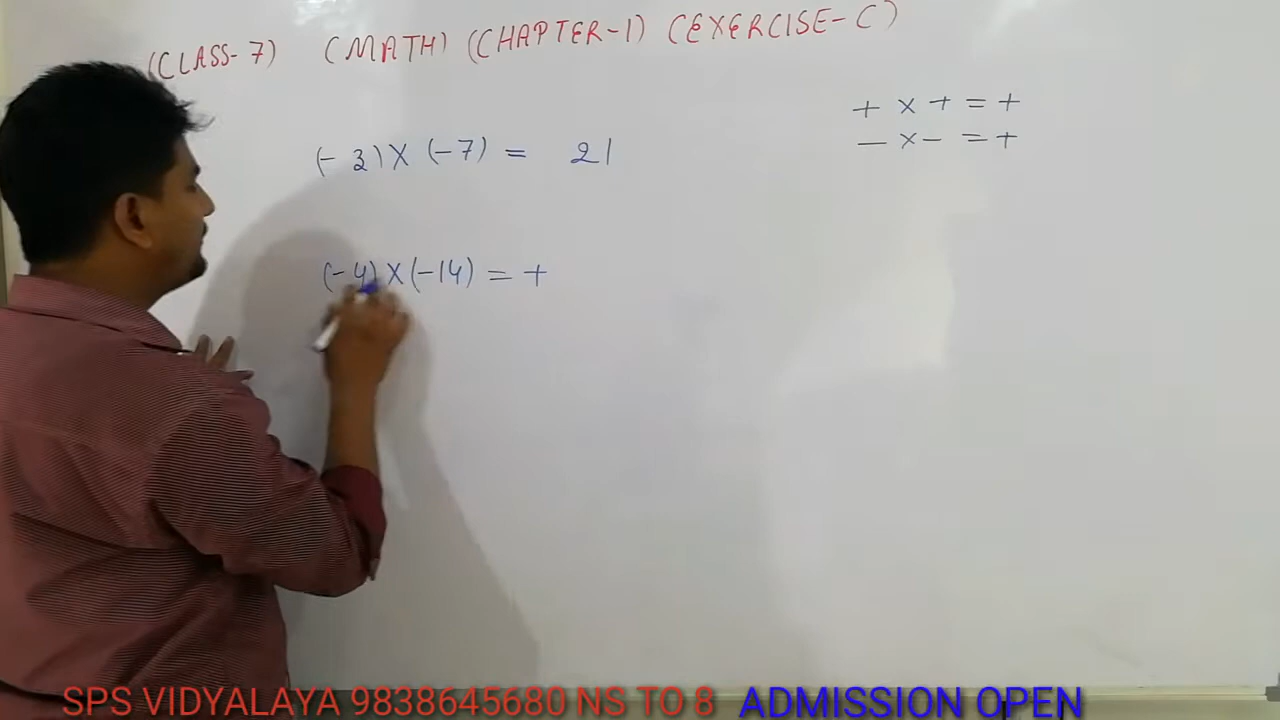 (CLASS-7) (MATH) (CHAPTER-1) (EXERCISE-C)
+ × + = +
- × - = +
(-3) × (-7) = 21
(-4) × (-14) = +
SPS VIDYALAYA 9838645680 NS TO 8 ADMISSION OPEN